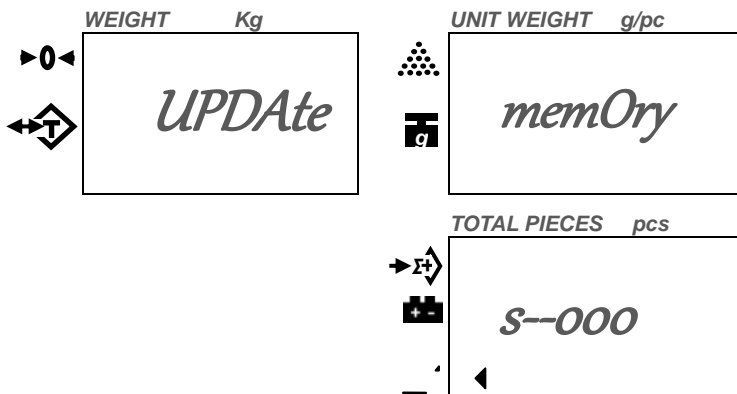 WEIGHT Kg
UPDAte
UNIT WEIGHT g/pc
memOry
g
TOTAL PIECES pcs
s--ooo